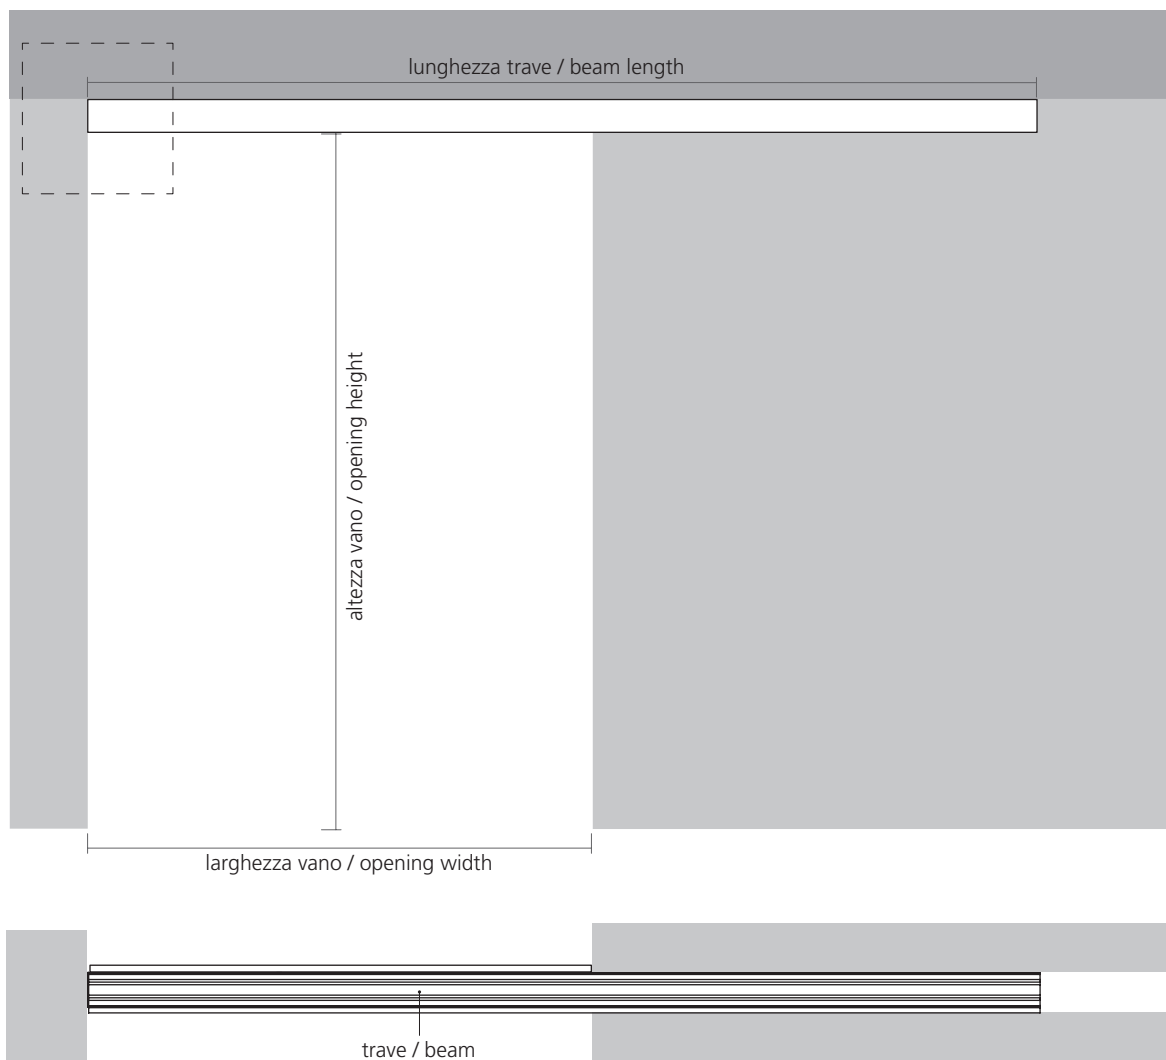 lunghezza trave / beam length
altezza vano / opening height
larghezza vano / opening width
trave / beam